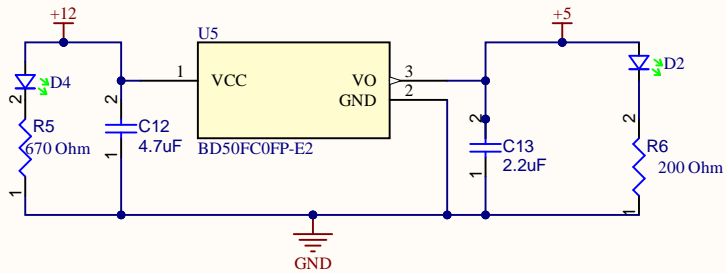 +12
+5
U5
1
VCC
VO
3
GND
2
BD50FC0FP-E2
D4
2
R5
670 Ohm
1
2
C12
4.7uF
1
2
C13
2.2uF
1
D2
2
R6
200 Ohm
1
GND